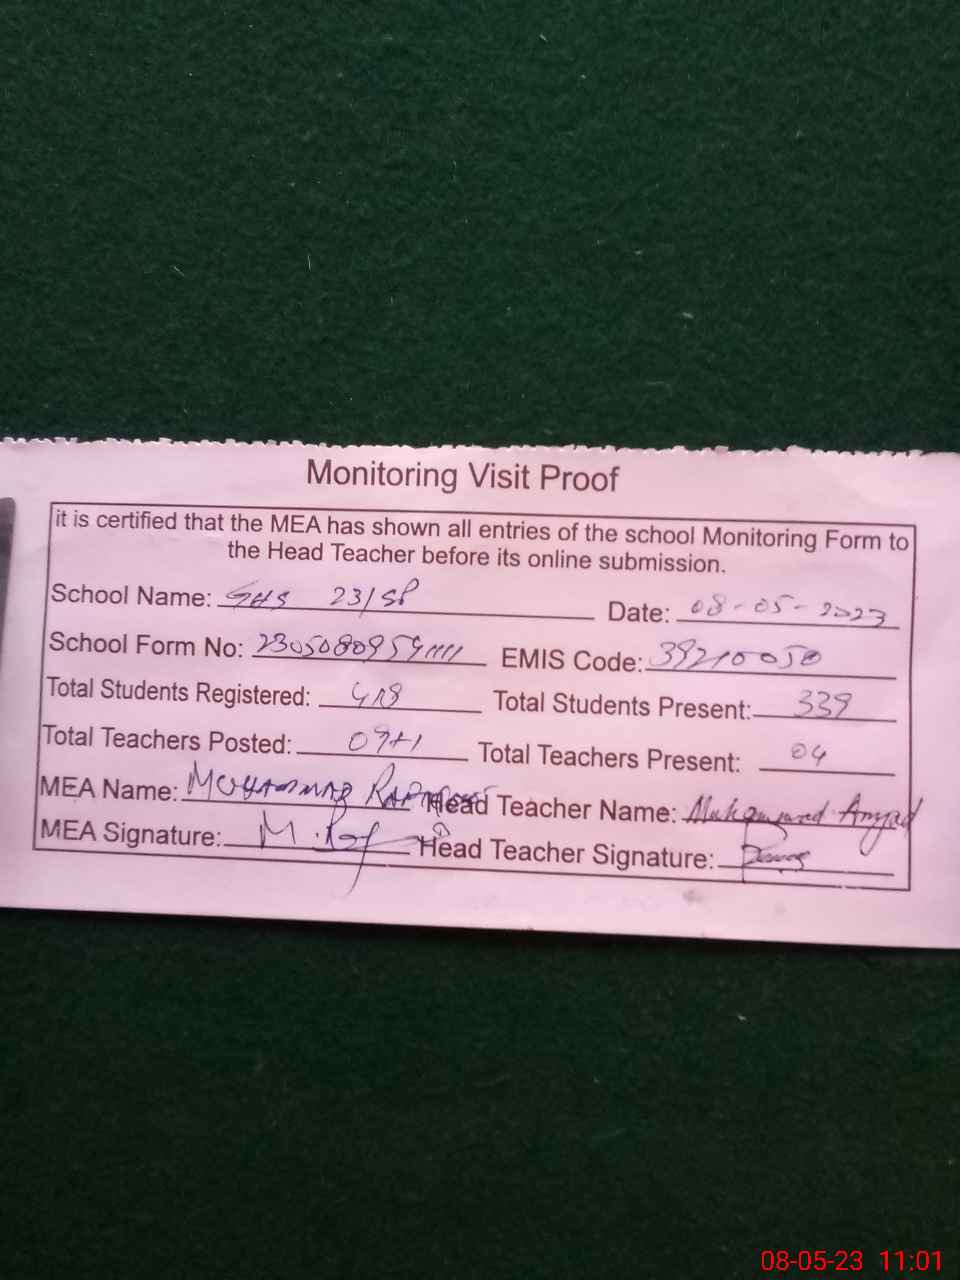 Monitoring Visit Proof
it is certified that the MEA has shown all entries of the school Monitoring Form to
the Head Teacher before its online submission.
School Name: GHS 23/SP Date: 08-05-2023
School Form No: EMIS Code: 39210050
Total Students Registered: 418 Total Students Present: 339
Total Teachers Posted: 09+1 Total Teachers Present: 04
MEA Name: MUHAMMAD Head Teacher Name: Muhammad Amjad
MEA Signature: Head Teacher Signature:
08-05-23 11:01